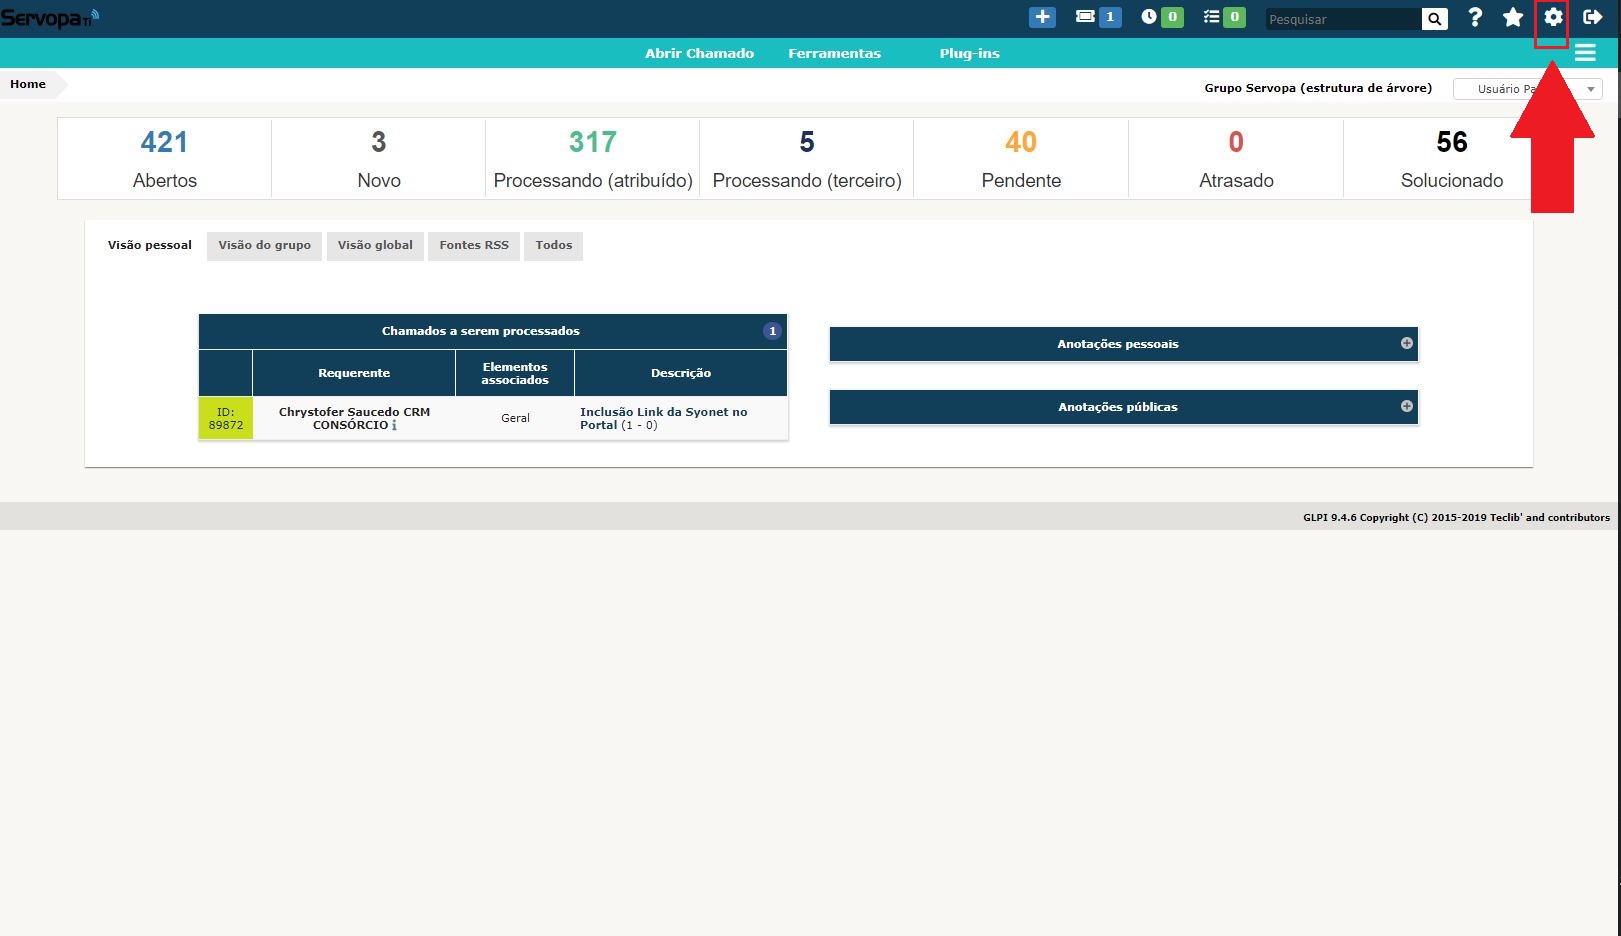 Servopa TI
1
0
0
Pesquisar
?
Abrir Chamado Ferramentas Plug-ins
Home
Grupo Servopa (estrutura de árvore)
Usuário Pa
421
Abertos
3
Novo
317
Processando (atribuído)
5
Processando (terceiro)
40
Pendente
0
Atrasado
56
Solucionado
Visão pessoal Visão do grupo Visão global Fontes RSS Todos
Chamados a serem processados 1
Requerente
Elementos
associados
Descrição
ID:
89872
Chrystofer Saucedo CRM
CONSÓRCIO
Geral
Inclusão Link da Syonet no
Portal (1 - 0)
Anotações pessoais
Anotações públicas
GLPI 9.4.6 Copyright (C) 2015-2019 Teclib' and contributors